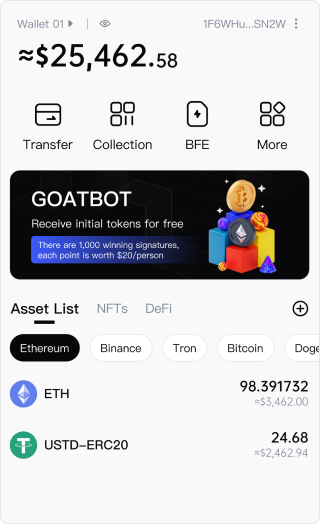 Wallet 01
1F6WHu...SN2W
≈$25,462.58
Transfer
Collection
BFE
More
GOATBOT
Receive initial tokens for free
There are 1,000 winning signatures,
each point is worth $20/person
Asset List
NFTs
DeFi
Ethereum
Binance
Tron
Bitcoin
Doge
ETH
98.391732
≈$3,462.00
USTD-ERC20
24.68
≈$2,462.94